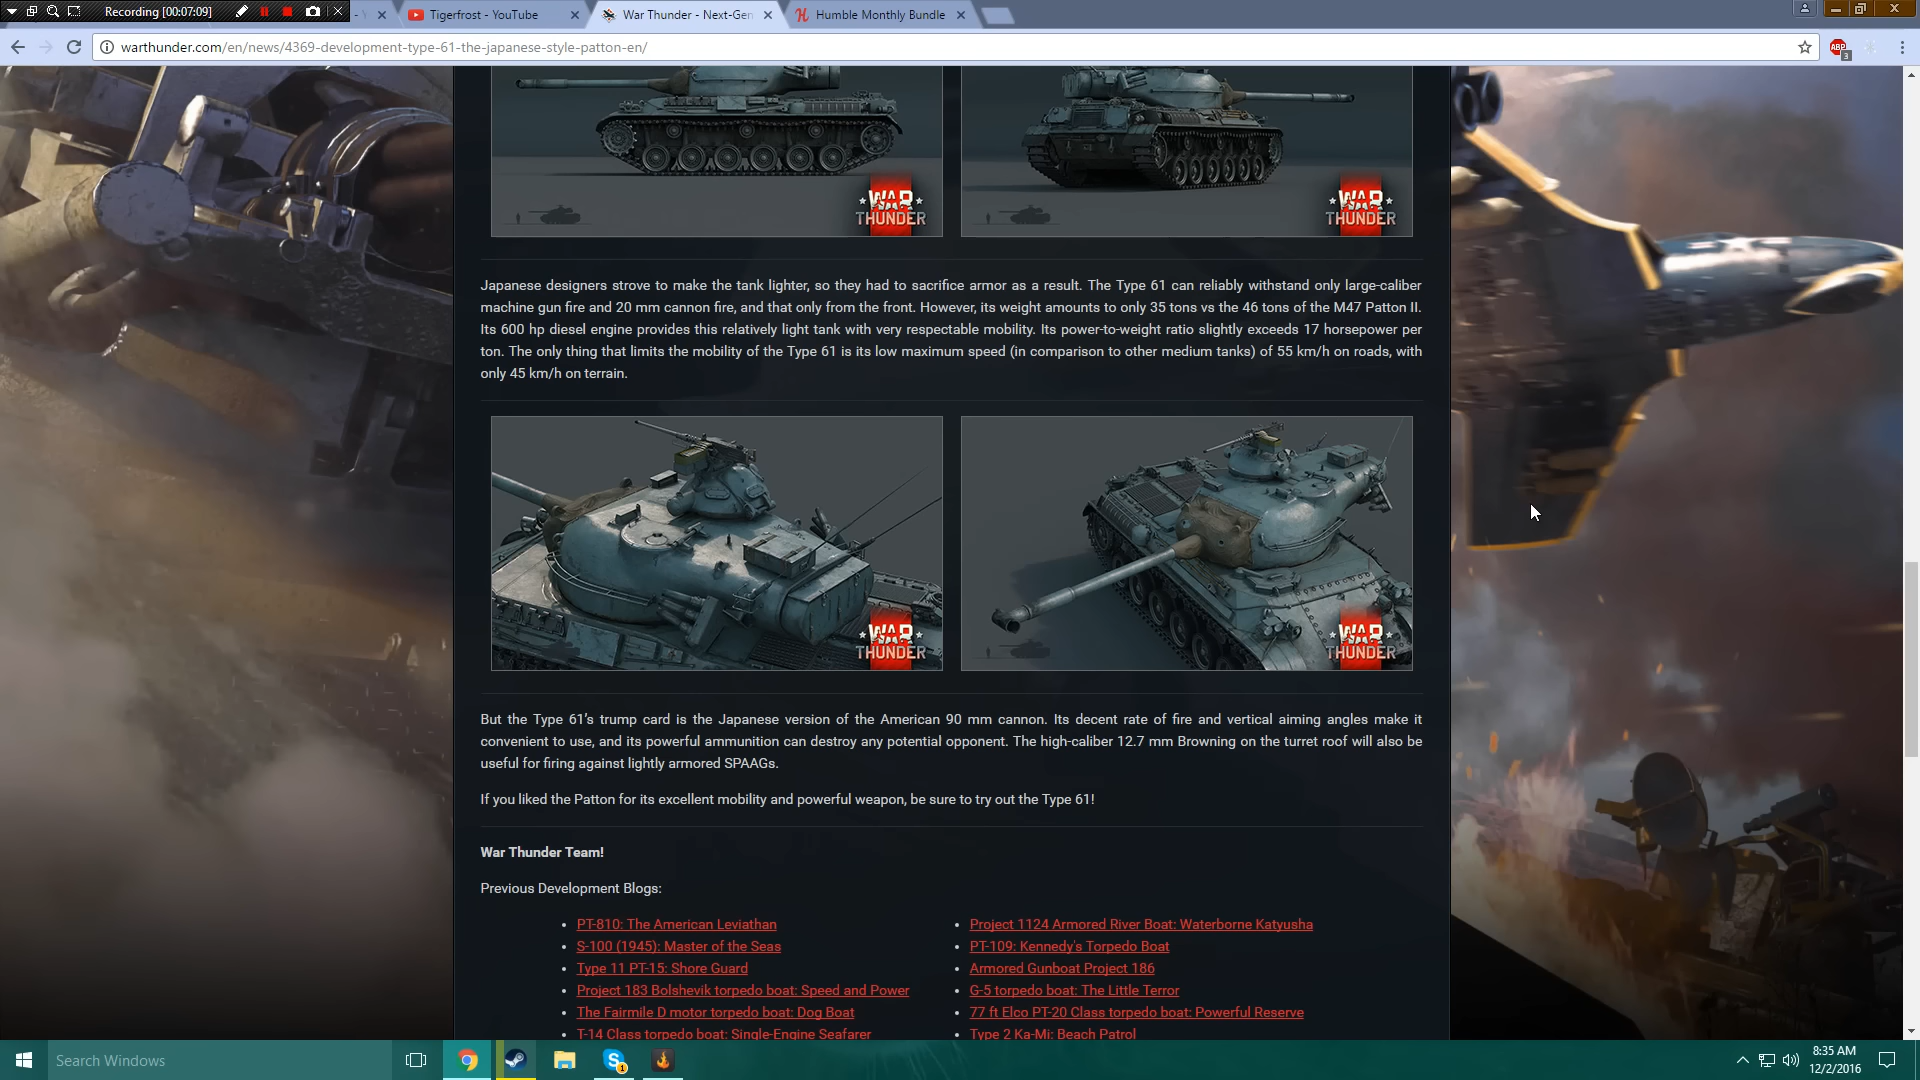 Recording [00:07:09]
Tigerfrost - YouTube
War Thunder - Next-Gen
Humble Monthly Bundle
warthunder.com/en/news/4369-development-type-61-the-japanese-style-patton-en/
ABP
3
WAR
THUNDER
WAR
THUNDER
Japanese designers strove to make the tank lighter, so they had to sacrifice armor as a result. The Type 61 can reliably withstand only large-caliber
machine gun fire and 20 mm cannon fire, and that only from the front. However, its weight amounts to only 35 tons vs the 46 tons of the M47 Patton II.
Its 600 hp diesel engine provides this relatively light tank with very respectable mobility. Its power-to-weight ratio slightly exceeds 17 horsepower per
ton. The only thing that limits the mobility of the Type 61 is its low maximum speed (in comparison to other medium tanks) of 55 km/h on roads, with
only 45 km/h on terrain.
WAR
THUNDER
WAR
THUNDER
But the Type 61’s trump card is the Japanese version of the American 90 mm cannon. Its decent rate of fire and vertical aiming angles make it
convenient to use, and its powerful ammunition can destroy any potential opponent. The high-caliber 12.7 mm Browning on the turret roof will also be
useful for firing against lightly armored SPAAGs.
If you liked the Patton for its excellent mobility and powerful weapon, be sure to try out the Type 61!
War Thunder Team!
Previous Development Blogs:
PT-810: The American Leviathan
Project 1124 Armored River Boat: Waterborne Katyusha
S-100 (1945): Master of the Seas
PT-109: Kennedy's Torpedo Boat
Type 11 PT-15: Shore Guard
Armored Gunboat Project 186
Project 183 Bolshevik torpedo boat: Speed and Power
G-5 torpedo boat: The Little Terror
The Fairmile D motor torpedo boat: Dog Boat
77 ft Elco PT-20 Class torpedo boat: Powerful Reserve
T-14 Class torpedo boat: Single-Engine Seafarer
Type 2 Ka-Mi: Beach Patrol
Search Windows
1
8:35 AM
12/2/2016